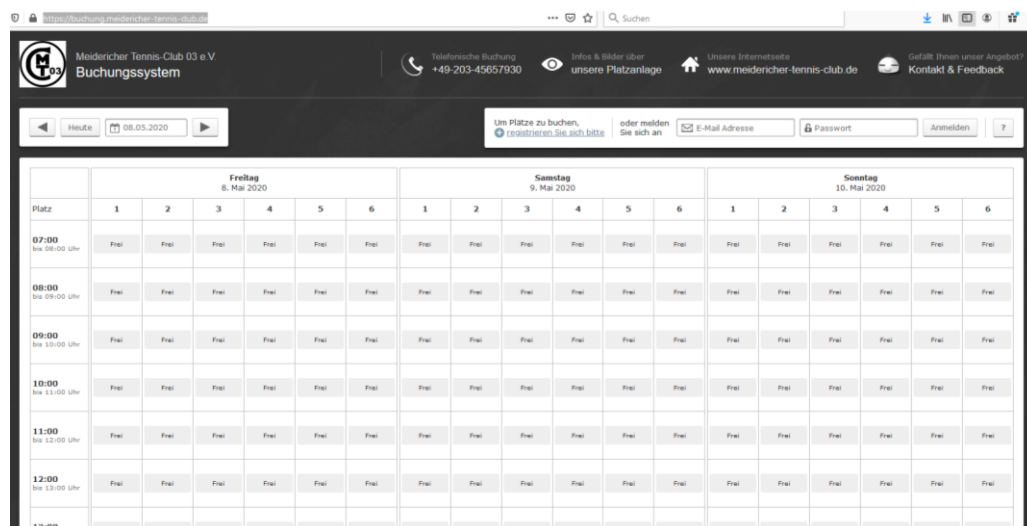 https://buchung.meidericher-tennis-club.de
Suchen
M
C T
03
Meidericher Tennis-Club 03 e.V.
Buchungssystem
Telefonische Buchung
+49-203-45657930
Infos & Bilder über
unsere Platzanlage
Unsere Internetseite
www.meidericher-tennis-club.de
Gefällt Ihnen unser Angebot?
Kontakt & Feedback
Heute
08.05.2020
Um Plätze zu buchen,
registrieren Sie sich bitte
oder melden
Sie sich an
E-Mail Adresse
Passwort
Anmelden
?
Freitag
8. Mai 2020
Samstag
9. Mai 2020
Sonntag
10. Mai 2020
Platz 1 2 3 4 5 6 1 2 3 4 5 6 1 2 3 4 5 6
07:00
bis 08:00 Uhr
Frei Frei Frei Frei Frei Frei Frei Frei Frei Frei Frei Frei Frei Frei Frei Frei Frei Frei
08:00
bis 09:00 Uhr
Frei Frei Frei Frei Frei Frei Frei Frei Frei Frei Frei Frei Frei Frei Frei Frei Frei Frei
09:00
bis 10:00 Uhr
Frei Frei Frei Frei Frei Frei Frei Frei Frei Frei Frei Frei Frei Frei Frei Frei Frei Frei
10:00
bis 11:00 Uhr
Frei Frei Frei Frei Frei Frei Frei Frei Frei Frei Frei Frei Frei Frei Frei Frei Frei Frei
11:00
bis 12:00 Uhr
Frei Frei Frei Frei Frei Frei Frei Frei Frei Frei Frei Frei Frei Frei Frei Frei Frei Frei
12:00
bis 13:00 Uhr
Frei Frei Frei Frei Frei Frei Frei Frei Frei Frei Frei Frei Frei Frei Frei Frei Frei Frei